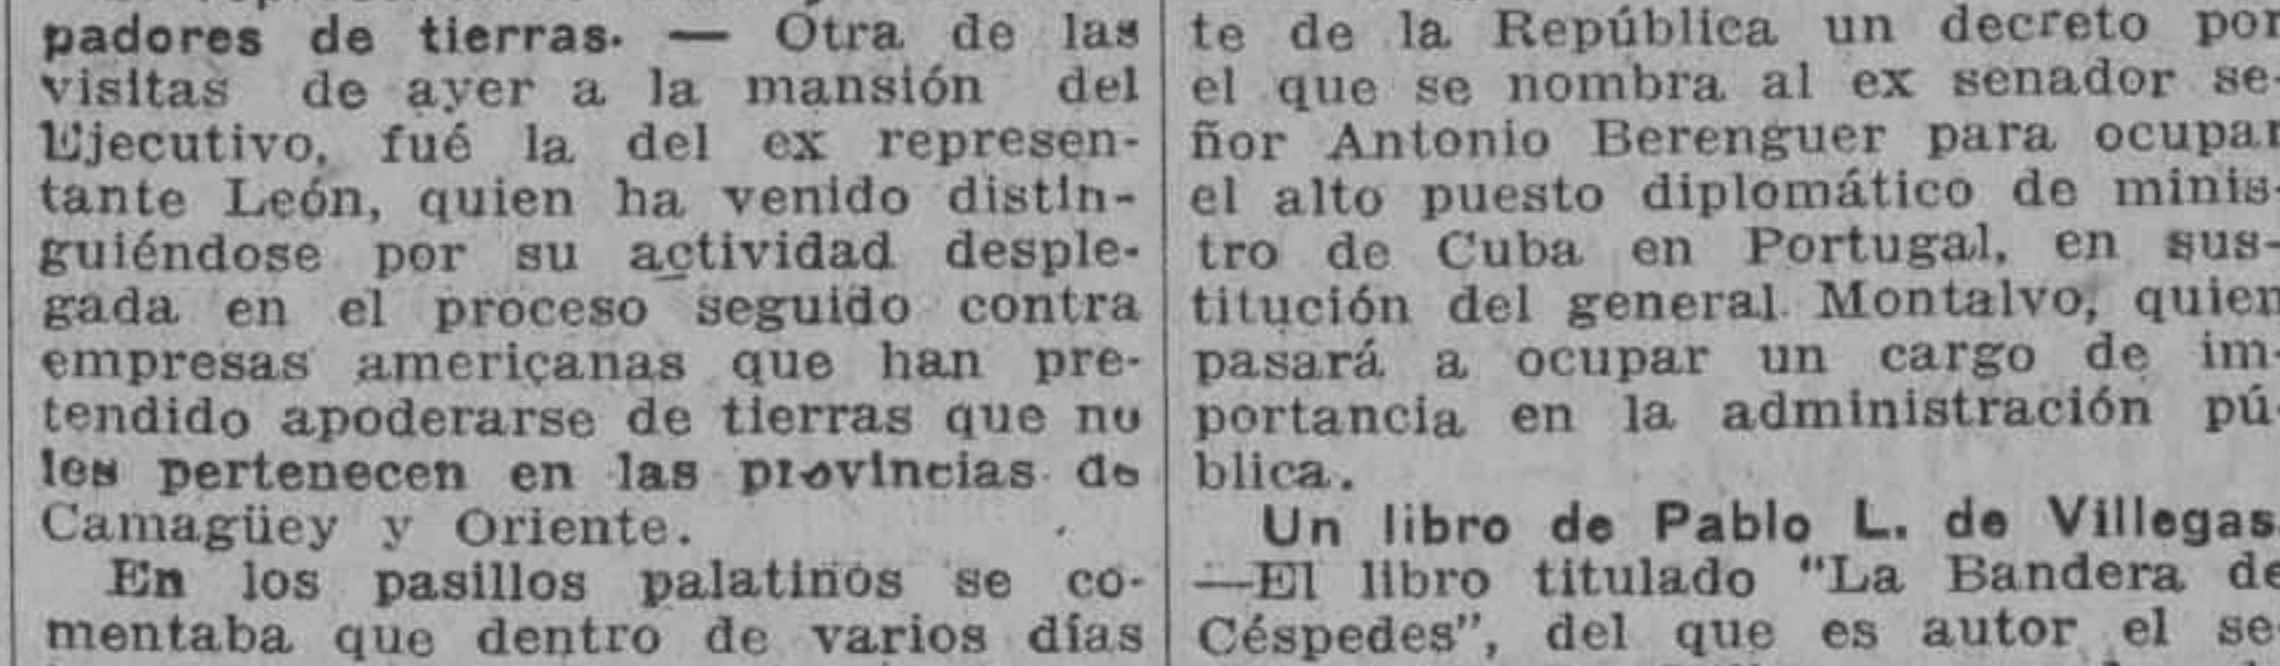 padores de tierras. — Otra de las
visitas de ayer a la mansión del
Ejecutivo, fué la del ex represen-
tante León, quien ha venido distin-
guiéndose por su actividad desple-
gada en el proceso seguido contra
empresas americanas que han pre-
tendido apoderarse de tierras que no
les pertenecen en las provincias de
Camagüey y Oriente.
En los pasillos palatinos se co-
mentaba que dentro de varios días
te de la República un decreto por
el que se nombra al ex senador se-
ñor Antonio Berenguer para ocupar
el alto puesto diplomático de minis-
tro de Cuba en Portugal, en sus-
titución del general Montalvo, quien
pasará a ocupar un cargo de im-
portancia en la administración pú-
blica.
Un libro de Pablo L. de Villegas.
—El libro titulado "La Bandera de
Céspedes", del que es autor el se-